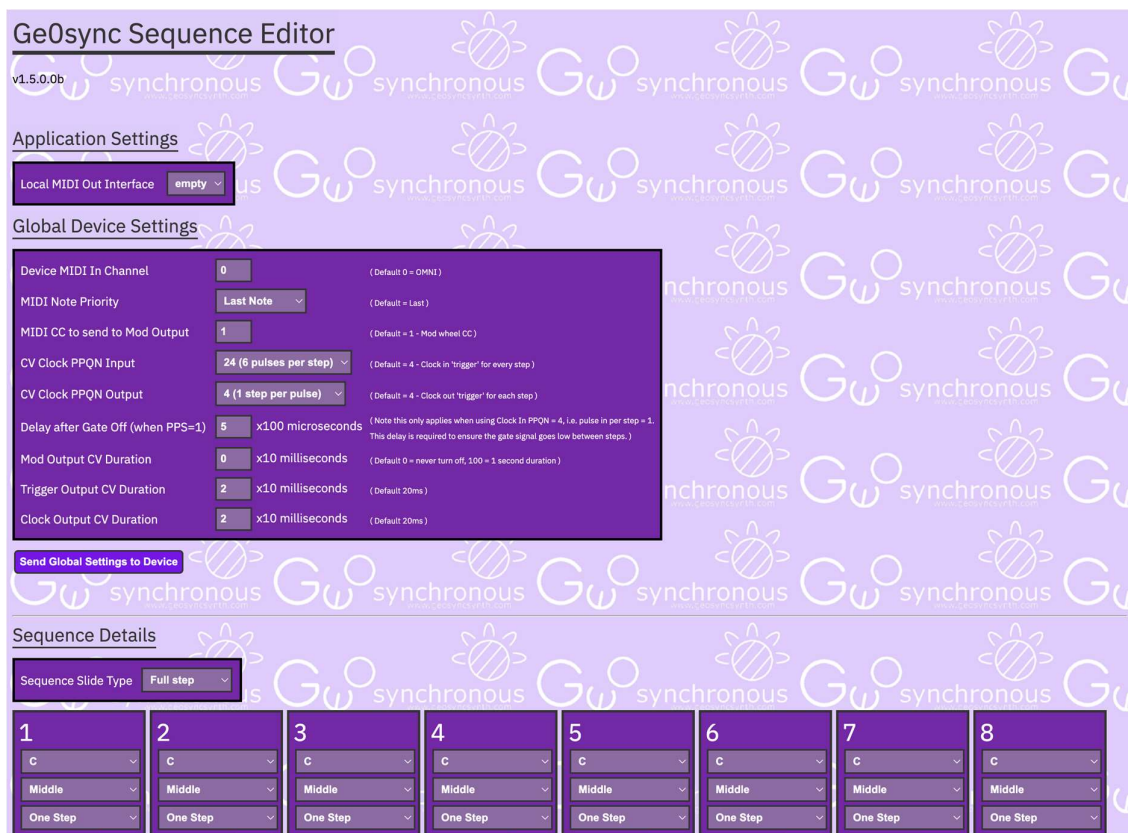 Ge0sync Sequence Editor
v1.5.0.0b
Application Settings
Local MIDI Out Interface empty
Global Device Settings
Device MIDI In Channel 0 ( Default 0 = OMNI )
MIDI Note Priority Last Note ( Default = Last )
MIDI CC to send to Mod Output 1 ( Default = 1 - Mod wheel CC )
CV Clock PPQN Input 24 (6 pulses per step) ( Default = 4 - Clock in 'trigger' for every step )
CV Clock PPQN Output 4 (1 step per pulse) ( Default = 4 - Clock out 'trigger' for each step )
Delay after Gate Off (when PPS=1) 5 x100 microseconds ( Note this only applies when using Clock In PPQN = 4, i.e. pulse in per step = 1.
This delay is required to ensure the gate signal goes low between steps. )
Mod Output CV Duration 0 x10 milliseconds ( Default 0 = never turn off, 100 = 1 second duration )
Trigger Output CV Duration 2 x10 milliseconds ( Default 20ms )
Clock Output CV Duration 2 x10 milliseconds ( Default 20ms )
Send Global Settings to Device
Sequence Details
Sequence Slide Type Full step
1 2 3 4 5 6 7 8
C C C C C C C C
Middle Middle Middle Middle Middle Middle Middle Middle
One Step One Step One Step One Step One Step One Step One Step One Step